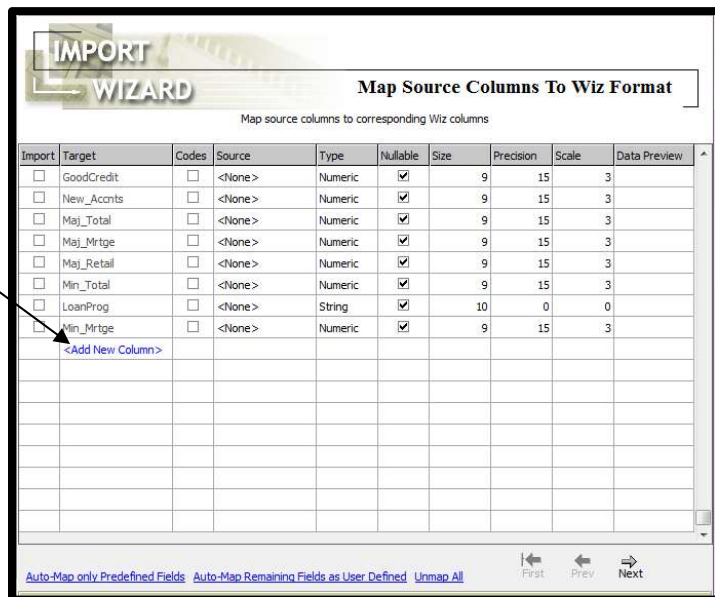 IMPORT
WIZARD
Map Source Columns To Wiz Format
Map source columns to corresponding Wiz columns
Import Target Codes Source Type Nullable Size Precision Scale Data Preview
GoodCredit <None> Numeric 9 15 3
New_Accnts <None> Numeric 9 15 3
Maj_Total <None> Numeric 9 15 3
Maj_Mrtge <None> Numeric 9 15 3
Maj_Retail <None> Numeric 9 15 3
Min_Total <None> Numeric 9 15 3
LoanProg <None> String 10 0 0
Min_Mrtge <None> Numeric 9 15 3
<Add New Column>
Auto-Map only Predefined Fields Auto-Map Remaining Fields as User Defined Unmap All First Prev Next